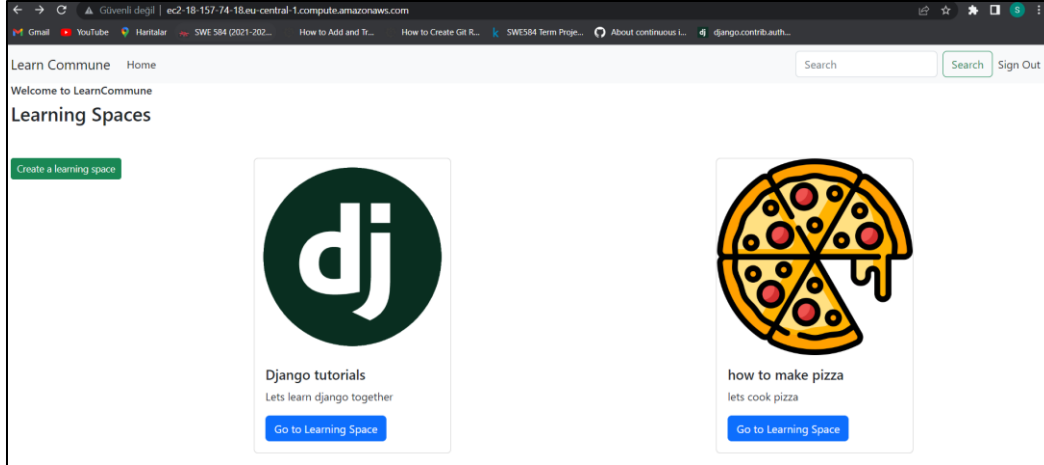 Güvenli değil | ec2-18-157-74-18.eu-central-1.compute.amazonaws.com
Gmail YouTube Haritalar SWE 584 (2021-202... How to Add and Tr... How to Create Git R... SWE584 Term Proje... About continuous i... django.contrib.auth...
Learn Commune Home Search Search Sign Out
Welcome to LearnCommune
Learning Spaces
Create a learning space
dj
Django tutorials
Lets learn django together
Go to Learning Space
how to make pizza
lets cook pizza
Go to Learning Space